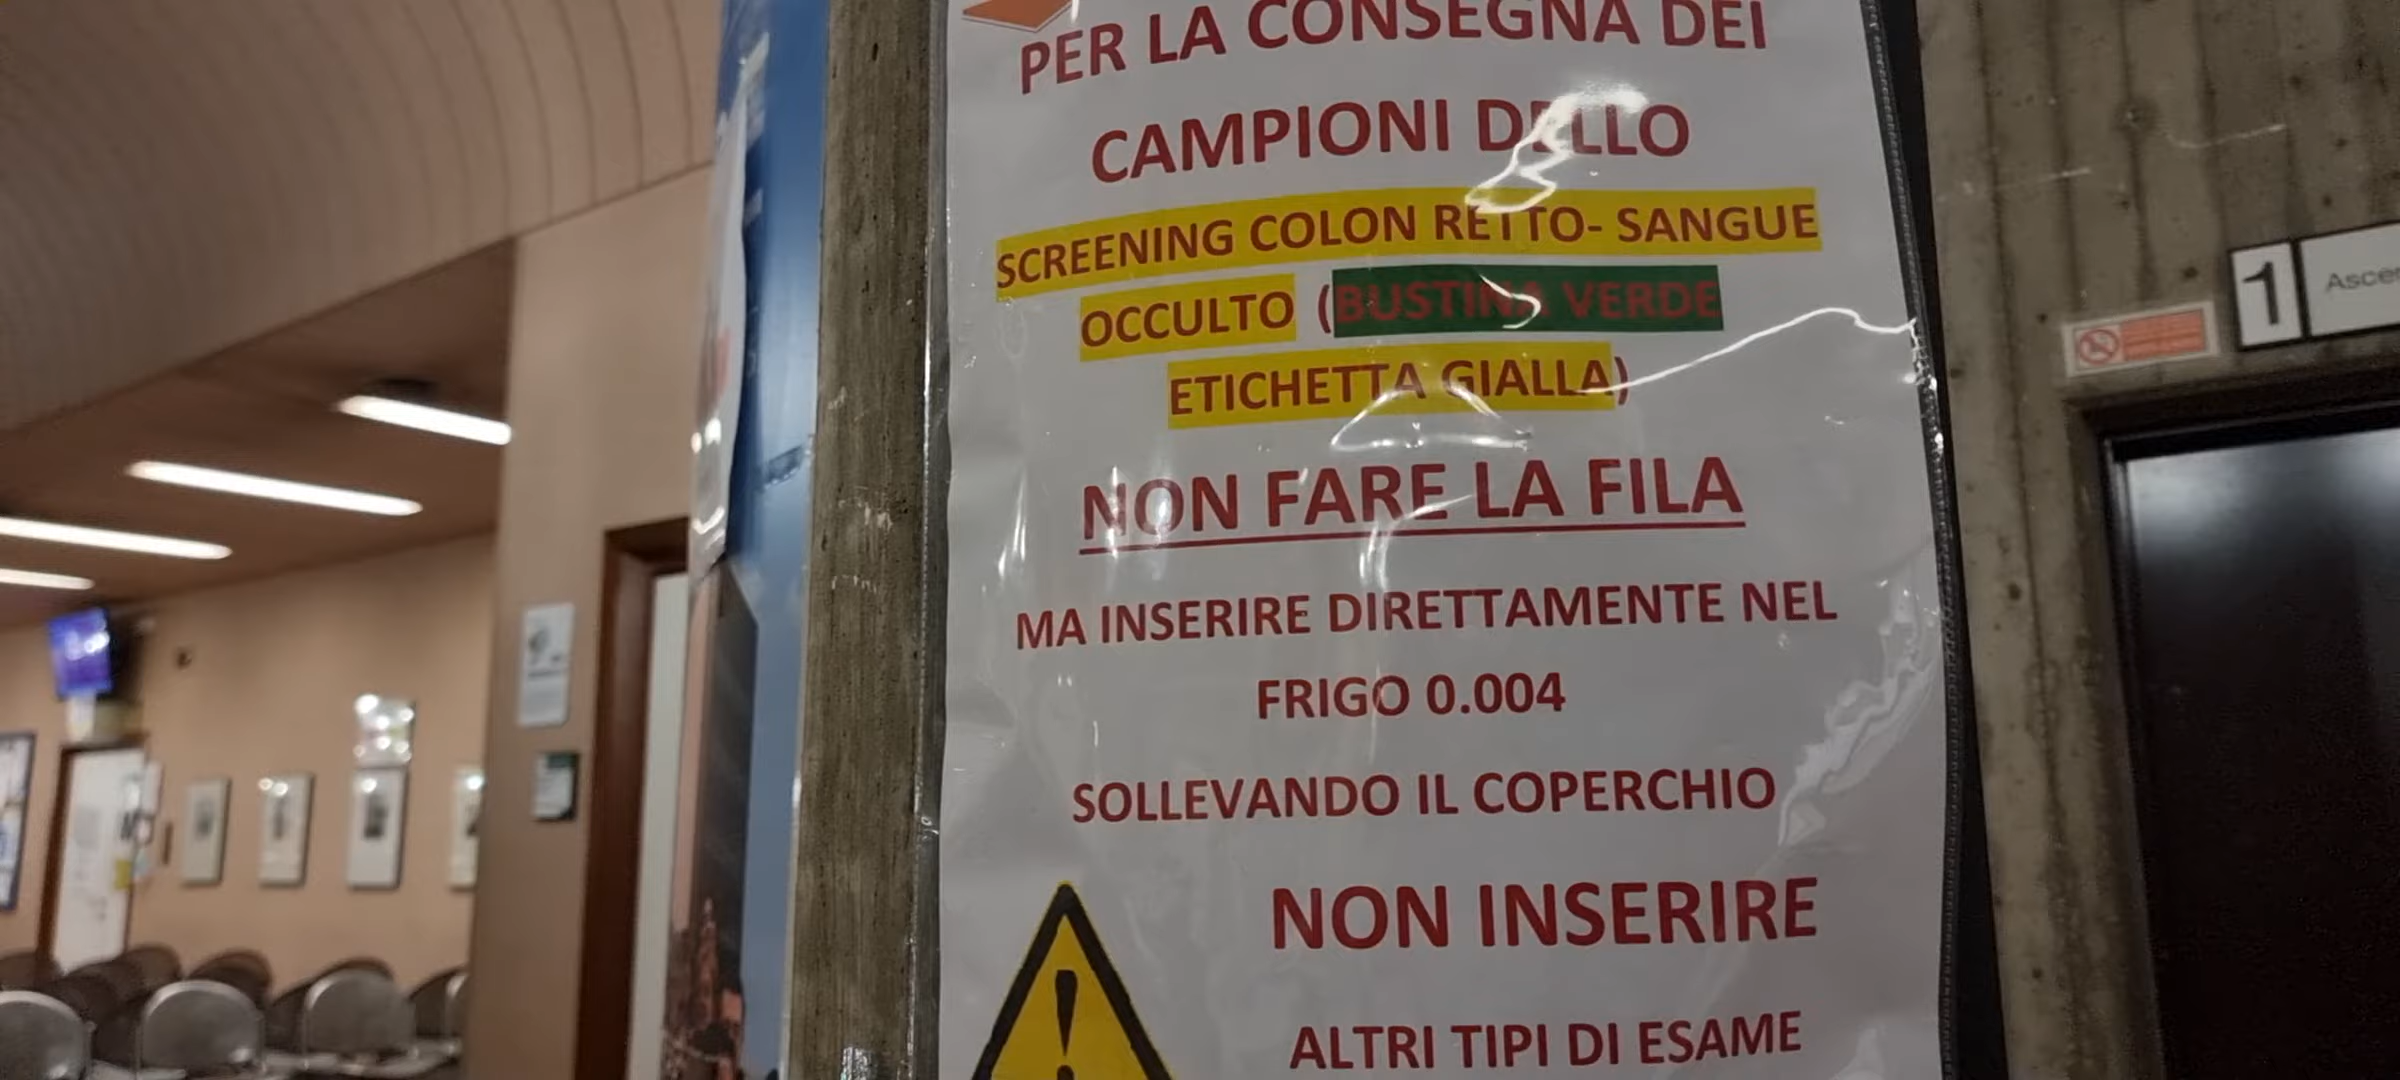 PER LA CONSEGNA DEI
CAMPIONI DELLO
SCREENING COLON RETTO- SANGUE
OCCULTO (BUSTINA VERDE
ETICHETTA GIALLA)
NON FARE LA FILA
MA INSERIRE DIRETTAMENTE NEL
FRIGO 0.004
SOLLEVANDO IL COPERCHIO
NON INSERIRE
ALTRI TIPI DI ESAME
1